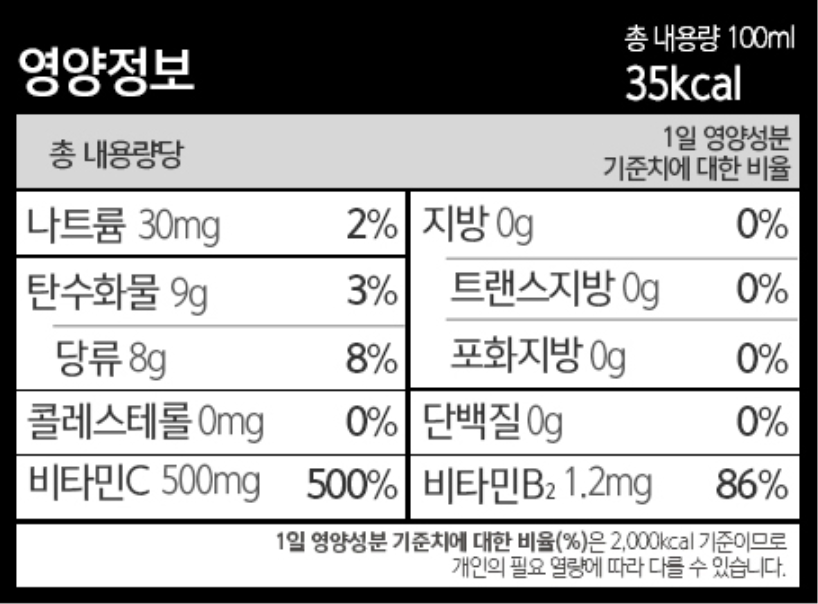 영양정보
총 내용량 100ml
35kcal
총 내용량당
1일 영양성분
기준치에 대한 비율
나트륨 30mg 2%
지방 0g 0%
트랜스지방 0g 0%
탄수화물 9g 3%
당류 8g 8%
포화지방 0g 0%
콜레스테롤 0mg 0%
단백질 0g 0%
비타민C 500mg 500%
비타민B₂ 1.2mg 86%
1일 영양성분 기준치에 대한 비율(%)은 2,000kcal 기준이므로
개인의 필요 열량에 따라 다를 수 있습니다.